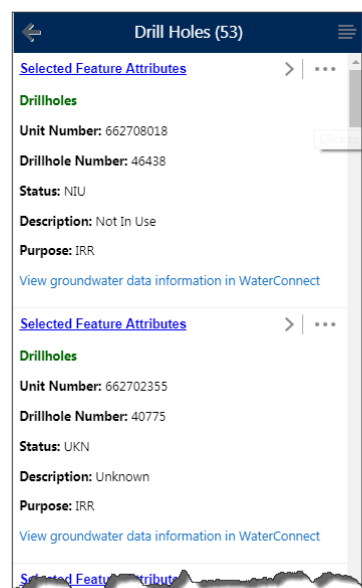 Drill Holes (53)
Selected Feature Attributes
Drillholes
Unit Number: 662708018
Drillhole Number: 46438
Status: NIU
Description: Not In Use
Purpose: IRR
View groundwater data information in WaterConnect
Selected Feature Attributes
Drillholes
Unit Number: 662702355
Drillhole Number: 40775
Status: UKN
Description: Unknown
Purpose: IRR
View groundwater data information in WaterConnect
Selected Feature